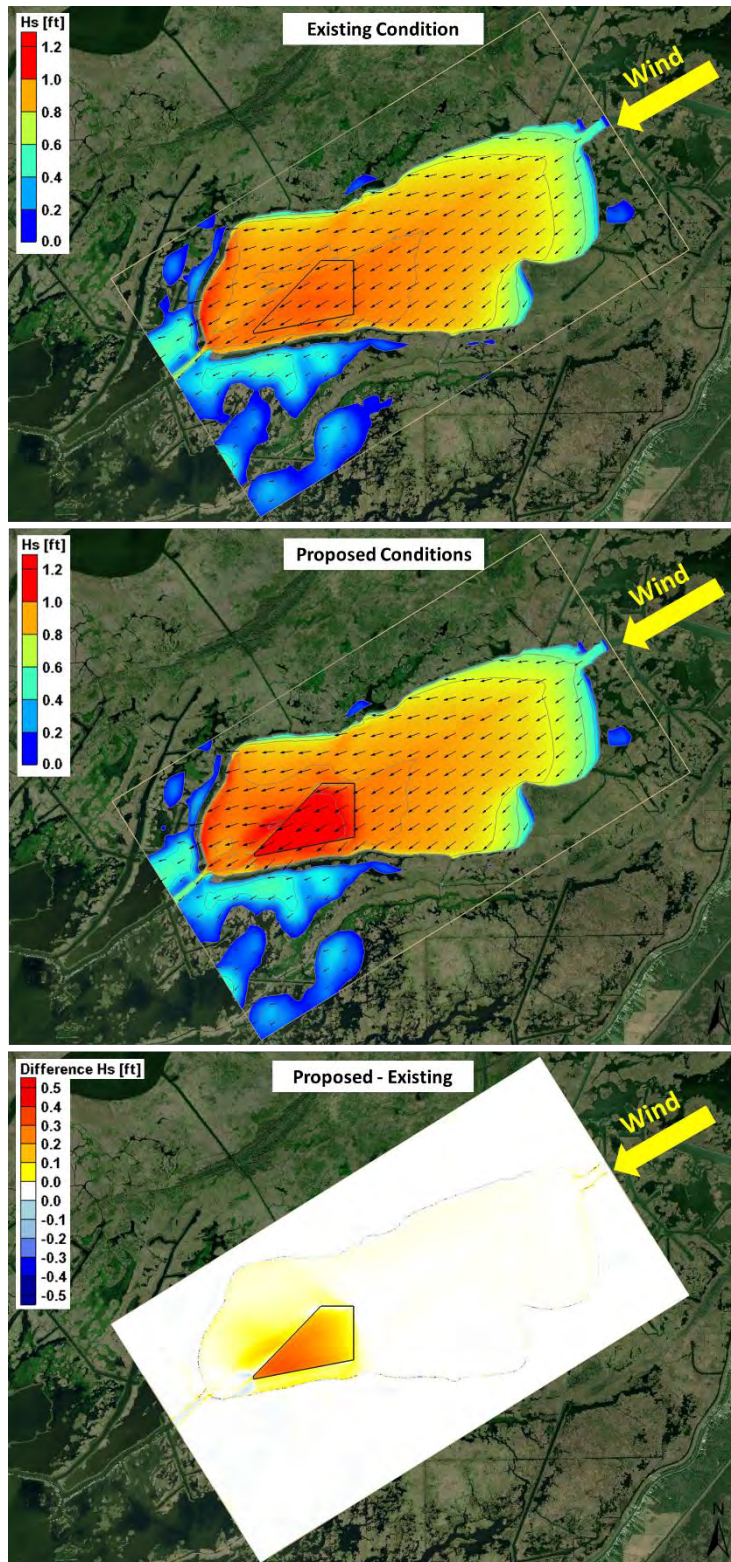 Existing Condition
Hs [ft]
1.2
1.0
0.8
0.6
0.4
0.2
0.0
Wind
Proposed Conditions
Hs [ft]
1.2
1.0
0.8
0.6
0.4
0.2
0.0
Wind
N
Proposed - Existing
Difference Hs [ft]
0.5
0.4
0.3
0.2
0.1
0.0
0.0
-0.1
-0.2
-0.3
-0.4
-0.5
Wind
N